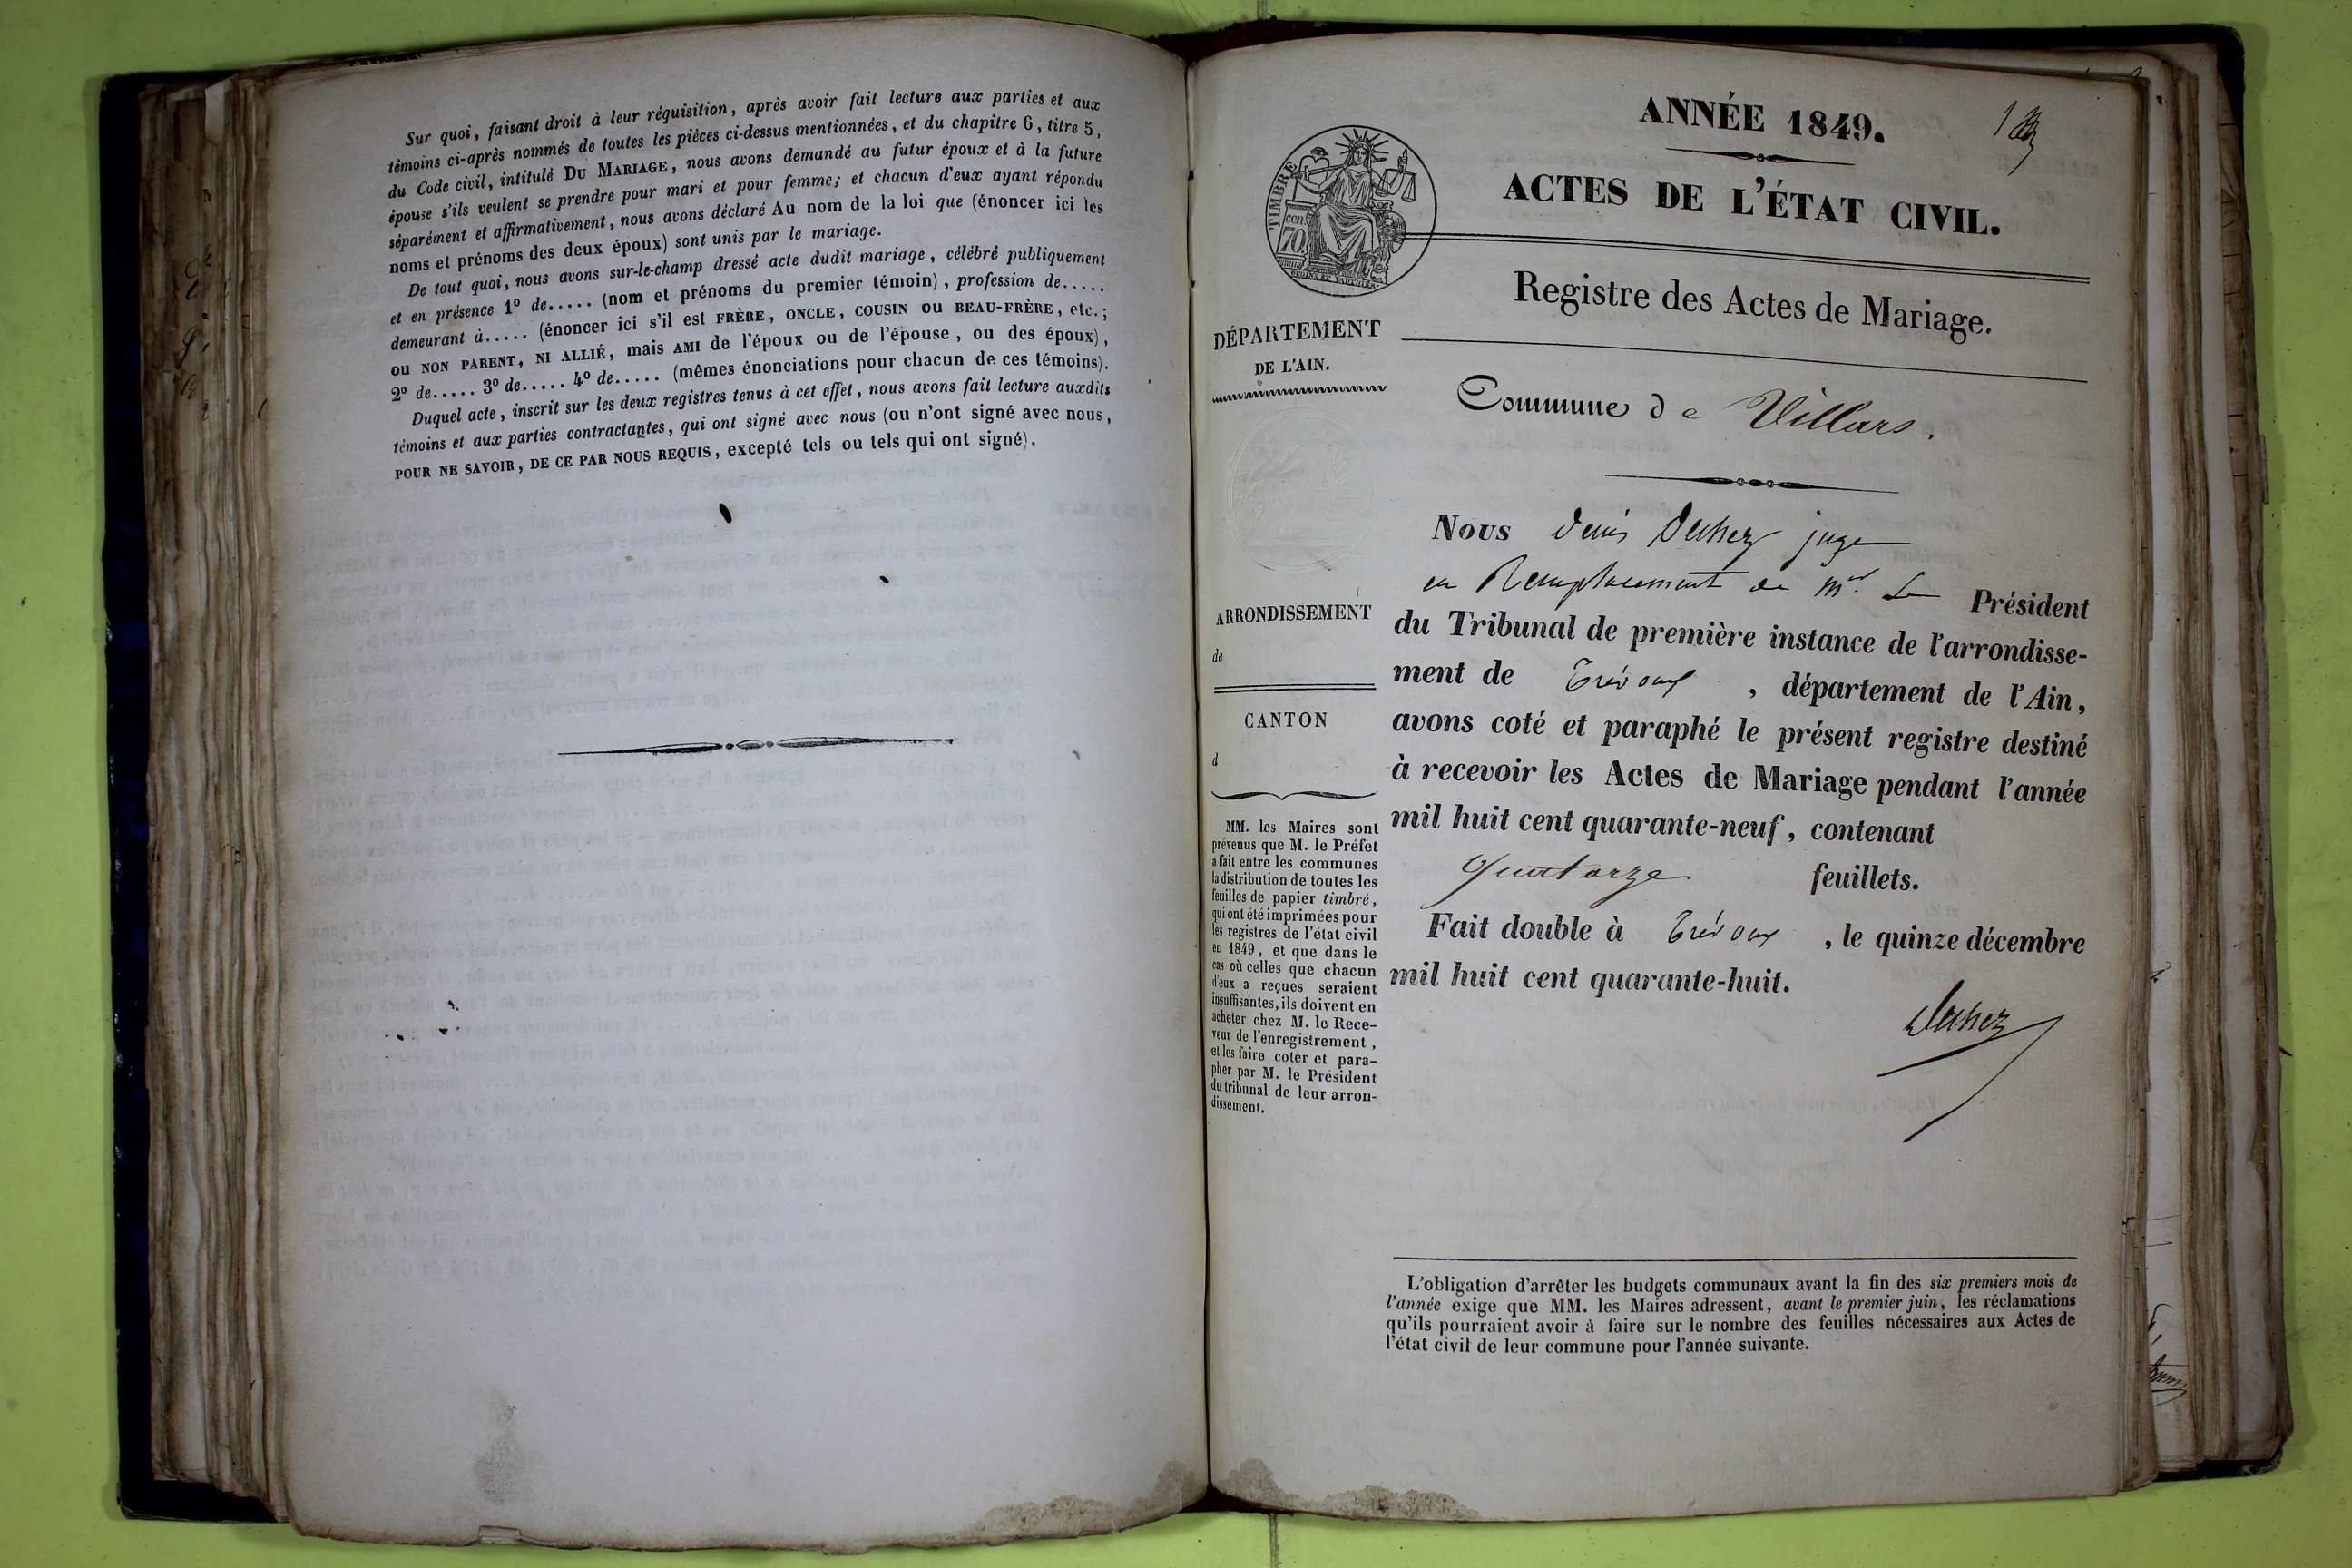 Sur quoi, faisant droit à leur réquisition, après avoir fait lecture aux parties et aux
témoins ci-après nommés de toutes les pièces ci-dessus mentionnées, et du chapitre 6, titre 5,
du Code civil, intitulé DU MARIAGE, nous avons demandé au futur époux et à la future
épouse s'ils veulent se prendre pour mari et pour femme; et chacun d'eux ayant répondu
séparément et affirmativement, nous avons déclaré Au nom de la loi que (énoncer ici les
noms et prénoms des deux époux) sont unis par le mariage.
De tout quoi, nous avons sur-le-champ dressé acte dudit mariage, célébré publiquement
et en présence 1º de..... (nom et prénoms du premier témoin), profession de.....
demeurant à..... (énoncer ici s'il est FRÈRE, ONCLE, COUSIN ou BEAU-FRÈRE, etc.;
ou NON PARENT, NI ALLIÉ, mais AMI de l'époux ou de l'épouse, ou des époux),
2º de..... 3º de..... 4º de..... (mêmes énonciations pour chacun de ces témoins).
Duquel acte, inscrit sur les deux registres tenus à cet effet, nous avons fait lecture auxdits
témoins et aux parties contractantes, qui ont signé avec nous (ou n'ont signé avec nous,
POUR NE SAVOIR, DE CE PAR NOUS REQUIS, excepté tels ou tels qui ont signé).
ANNÉE 1849.
1
ACTES DE L'ÉTAT CIVIL.
TIMBRE
70
cen
Registre des Actes de Mariage.
DÉPARTEMENT
DE L'AIN.
Commune de Villars.
Nous Denis juge
en Remplacement de Mr Le Président
du Tribunal de première instance de l'arrondisse-
ment de Trévoux, département de l'Ain,
avons coté et paraphé le présent registre destiné
à recevoir les Actes de Mariage pendant l'année
mil huit cent quarante-neuf, contenant
quatorze feuillets.
Fait double à Trévoux, le quinze décembre
mil huit cent quarante-huit.
ARRONDISSEMENT
de
CANTON
d
MM. les Maires sont
prévenus que M. le Préfet
a fait entre les communes
la distribution de toutes les
feuilles de papier timbré,
qui ont été imprimées pour
les registres de l'état civil
en 1849, et que dans le
cas où celles que chacun
d'eux a reçues seraient
insuffisantes, ils doivent en
acheter chez M. le Rece-
veur de l'enregistrement,
et les faire coter et para-
pher par M. le Président
du tribunal de leur arron-
dissement.
L'obligation d'arrêter les budgets communaux avant la fin des six premiers mois de
l'année exige que MM. les Maires adressent, avant le premier juin, les réclamations
qu'ils pourraient avoir à faire sur le nombre des feuilles nécessaires aux Actes de
l'état civil de leur commune pour l'année suivante.